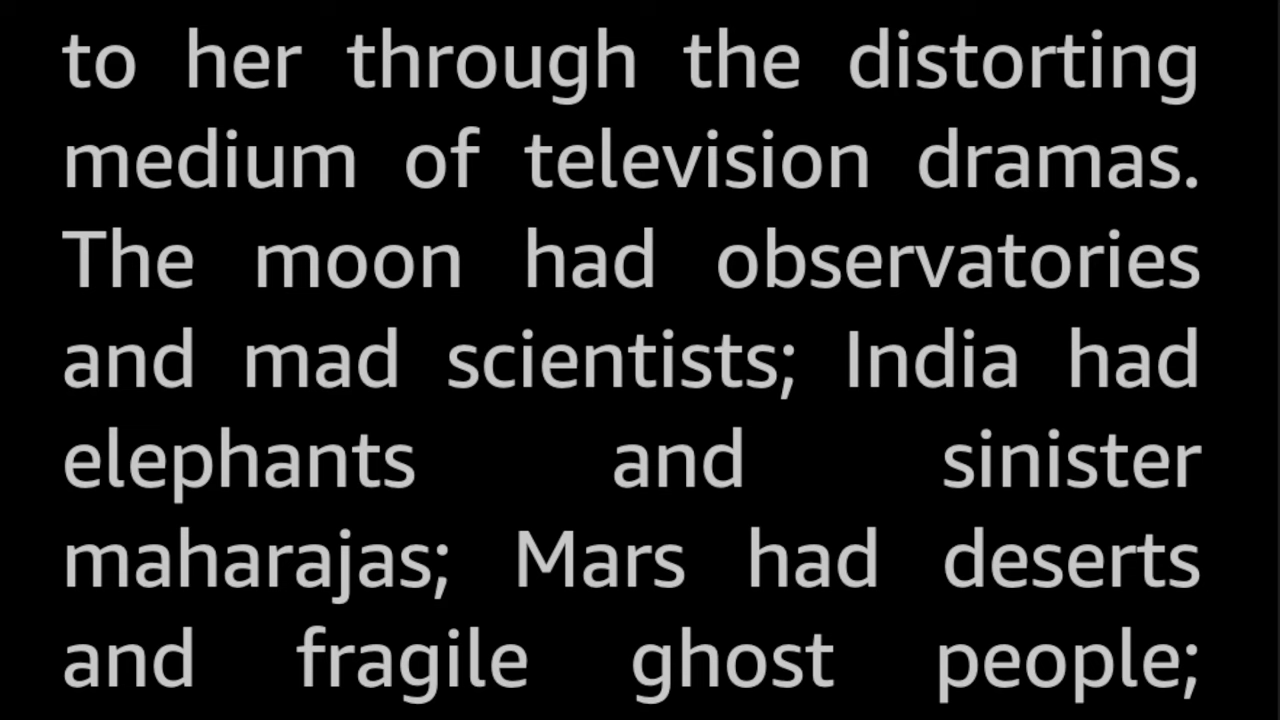 to her through the distorting
medium of television dramas.
The moon had observatories
and mad scientists; India had
elephants and sinister
maharajas; Mars had deserts
and fragile ghost people;